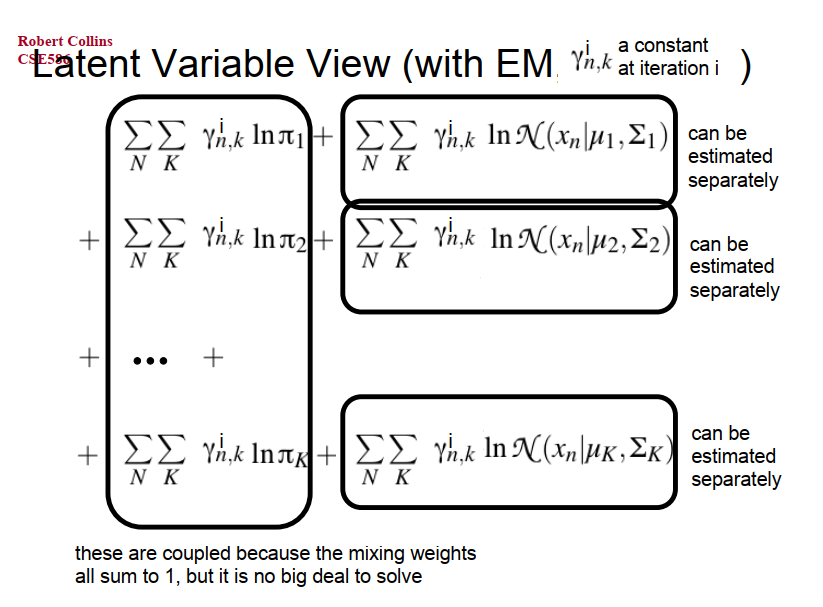 Robert Collins
CSE586
Latent Variable View (with EM, γⁱn,k a constant at iteration i )
∑N ∑K γⁱn,k ln π1 + ∑N ∑K γⁱn,k ln 𝒩(xn|μ1,Σ1) can be estimated separately
+ ∑N ∑K γⁱn,k ln π2 + ∑N ∑K γⁱn,k ln 𝒩(xn|μ2,Σ2) can be estimated separately
+ ••• +
+ ∑N ∑K γⁱn,k ln πK + ∑N ∑K γⁱn,k ln 𝒩(xn|μK,ΣK) can be estimated separately
these are coupled because the mixing weights
all sum to 1, but it is no big deal to solve